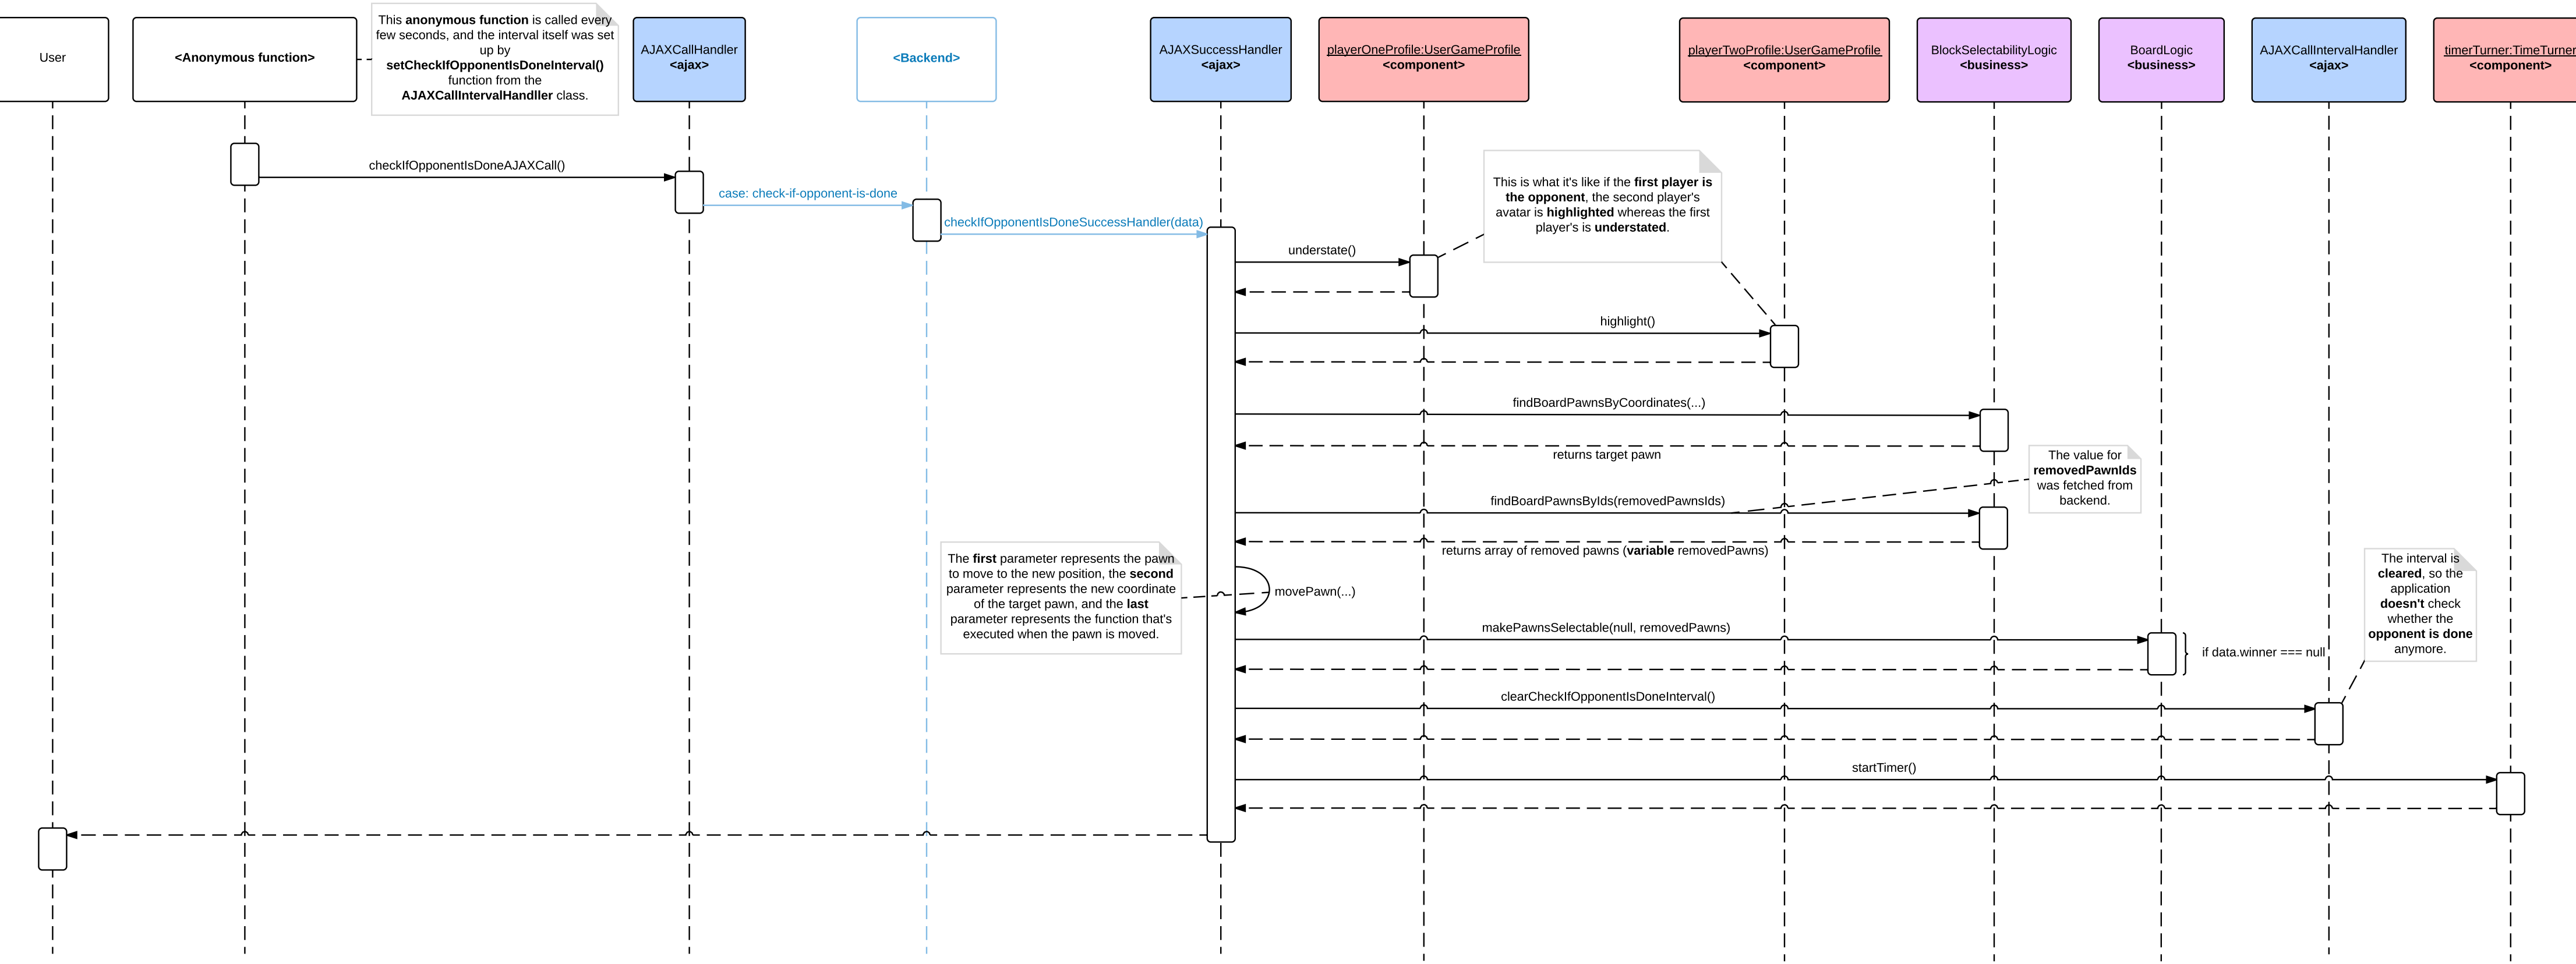 User
<Anonymous function>
This anonymous function is called every
few seconds, and the interval itself was set
up by
setCheckIfOpponentIsDoneInterval()
function from the
AJAXCallIntervalHandller class.
AJAXCallHandler
<ajax>
<Backend>
AJAXSuccessHandler
<ajax>
playerOneProfile:UserGameProfile
<component>
playerTwoProfile:UserGameProfile
<component>
BlockSelectabilityLogic
<business>
BoardLogic
<business>
AJAXCallIntervalHandler
<ajax>
timerTurner:TimeTurner
<component>
checkIfOpponentIsDoneAJAXCall()
case: check-if-opponent-is-done
checkIfOpponentIsDoneSuccessHandler(data)
understate()
This is what it's like if the first player is
the opponent, the second player's
avatar is highlighted whereas the first
player's is understated.
highlight()
findBoardPawnsByCoordinates(...)
returns target pawn
The value for
removedPawnIds
was fetched from
backend.
findBoardPawnsByIds(removedPawnsIds)
returns array of removed pawns (variable removedPawns)
The first parameter represents the pawn
to move to the new position, the second
parameter represents the new coordinate
of the target pawn, and the last
parameter represents the function that's
executed when the pawn is moved.
movePawn(...)
The interval is
cleared, so the
application
doesn't check
whether the
opponent is done
anymore.
makePawnsSelectable(null, removedPawns)
if data.winner === null
clearCheckIfOpponentIsDoneInterval()
startTimer()